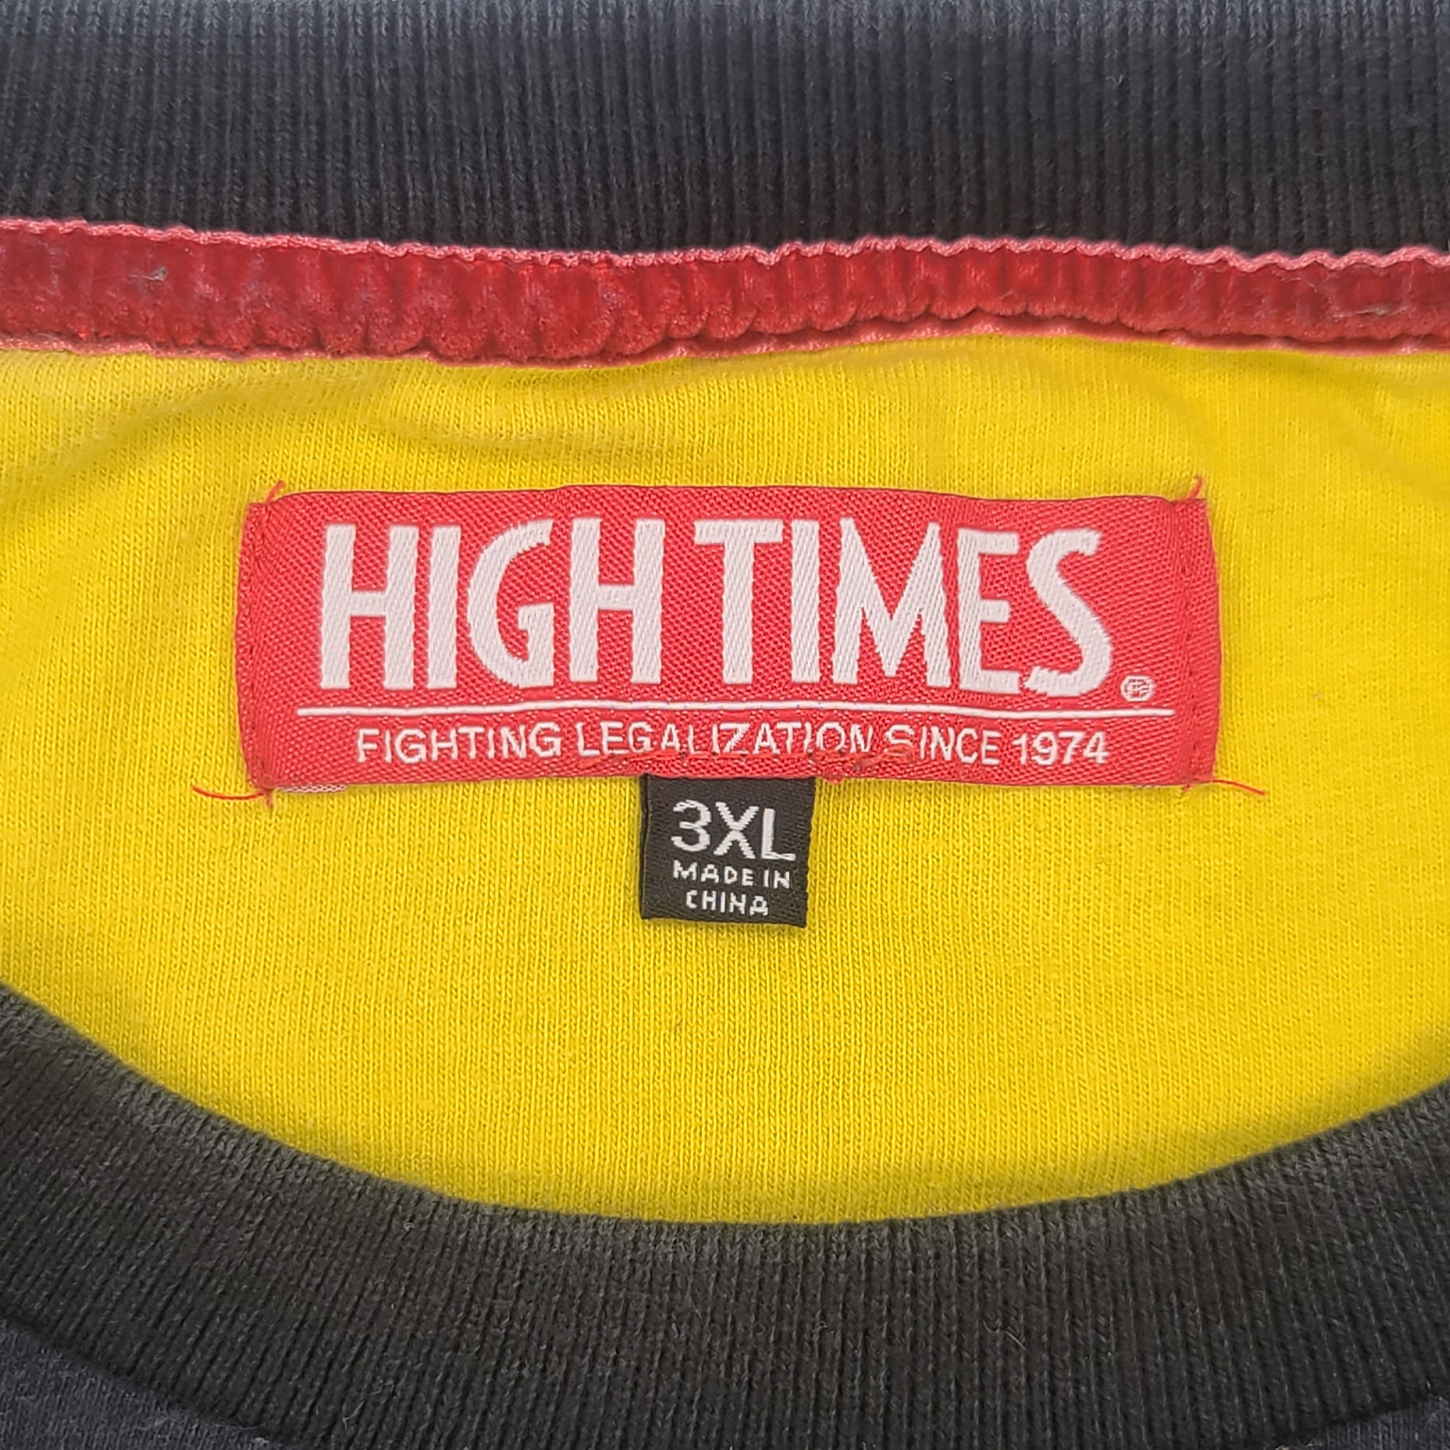 HIGH TIMES®
FIGHTING LEGALIZATION SINCE 1974
3XL
MADE IN
CHINA